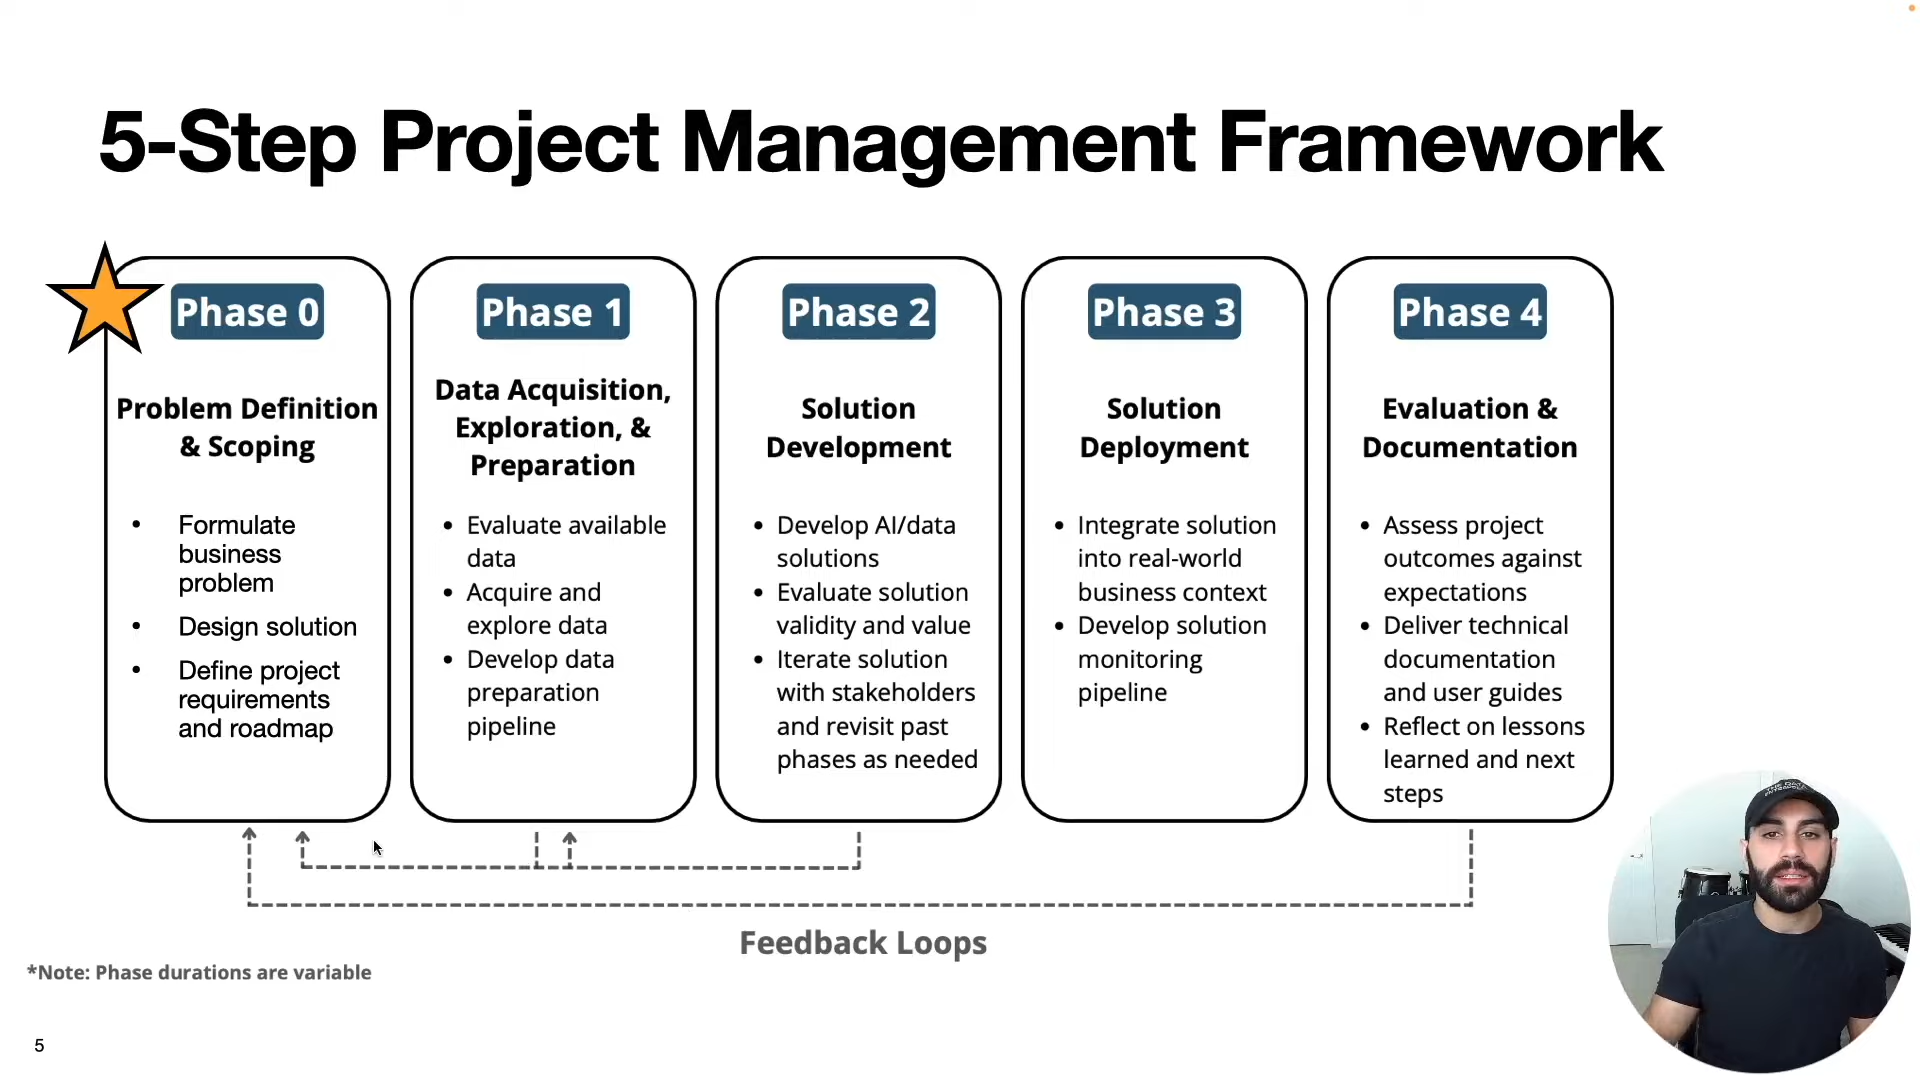 5-Step Project Management Framework
Phase 0
Problem Definition
& Scoping
• Formulate
business
problem
• Design solution
• Define project
requirements
and roadmap
Phase 1
Data Acquisition,
Exploration, &
Preparation
• Evaluate available
data
• Acquire and
explore data
• Develop data
preparation
pipeline
Phase 2
Solution
Development
• Develop AI/data
solutions
• Evaluate solution
validity and value
• Iterate solution
with stakeholders
and revisit past
phases as needed
Phase 3
Solution
Deployment
• Integrate solution
into real-world
business context
• Develop solution
monitoring
pipeline
Phase 4
Evaluation &
Documentation
• Assess project
outcomes against
expectations
• Deliver technical
documentation
and user guides
• Reflect on lessons
learned and next
steps
Feedback Loops
*Note: Phase durations are variable
5